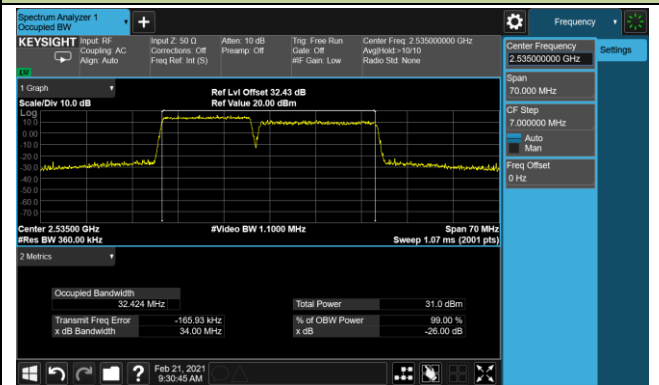 Spectrum Analyzer 1
Occupied BW
Frequency
KEYSIGHT
Input: RF
Coupling: AC
Align: Auto
Input Z: 50 Ω
Corrections: Off
Freq Ref: Int (S)
Atten: 10 dB
Preamp: Off
Trig: Free Run
Gate: Off
#IF Gain: Low
Center Freq: 2.535000000 GHz
Avg|Hold:>10/10
Radio Std: None
Center Frequency
2.535000000 GHz
Settings
Span
70.000 MHz
CF Step
7.000000 MHz
Auto
Man
Freq Offset
0 Hz
1 Graph
Scale/Div 10.0 dB
Ref Lvl Offset 32.43 dB
Ref Value 20.00 dBm
Log
10.0
0.00
-10.0
-20.0
-30.0
-40.0
-50.0
-60.0
-70.0
Center 2.53500 GHz
#Res BW 360.00 kHz
#Video BW 1.1000 MHz
Span 70 MHz
Sweep 1.07 ms (2001 pts)
2 Metrics
Occupied Bandwidth
32.424 MHz
Total Power 31.0 dBm
Transmit Freq Error -165.93 kHz
% of OBW Power 99.00 %
x dB Bandwidth 34.00 MHz
x dB -26.00 dB
?
Feb 21, 2021
9:30:45 AM